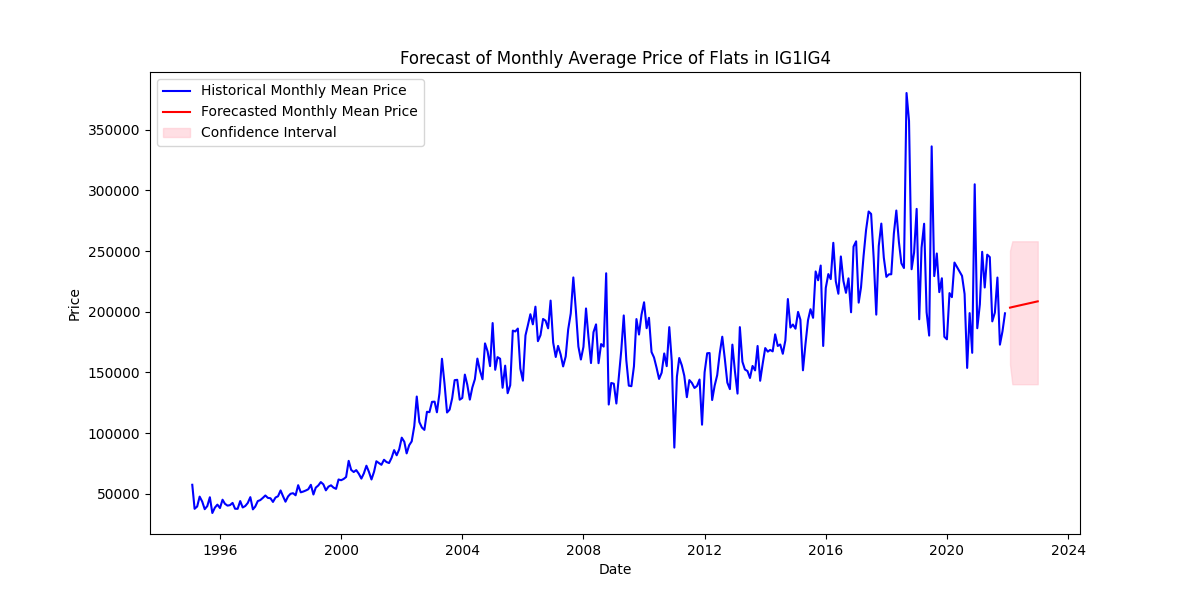 Forecast of Monthly Average Price of Flats in IG1IG4
Historical Monthly Mean Price
Forecasted Monthly Mean Price
Confidence Interval
350000
300000
250000
200000
150000
100000
50000
Price
1996 2000 2004 2008 2012 2016 2020 2024
Date